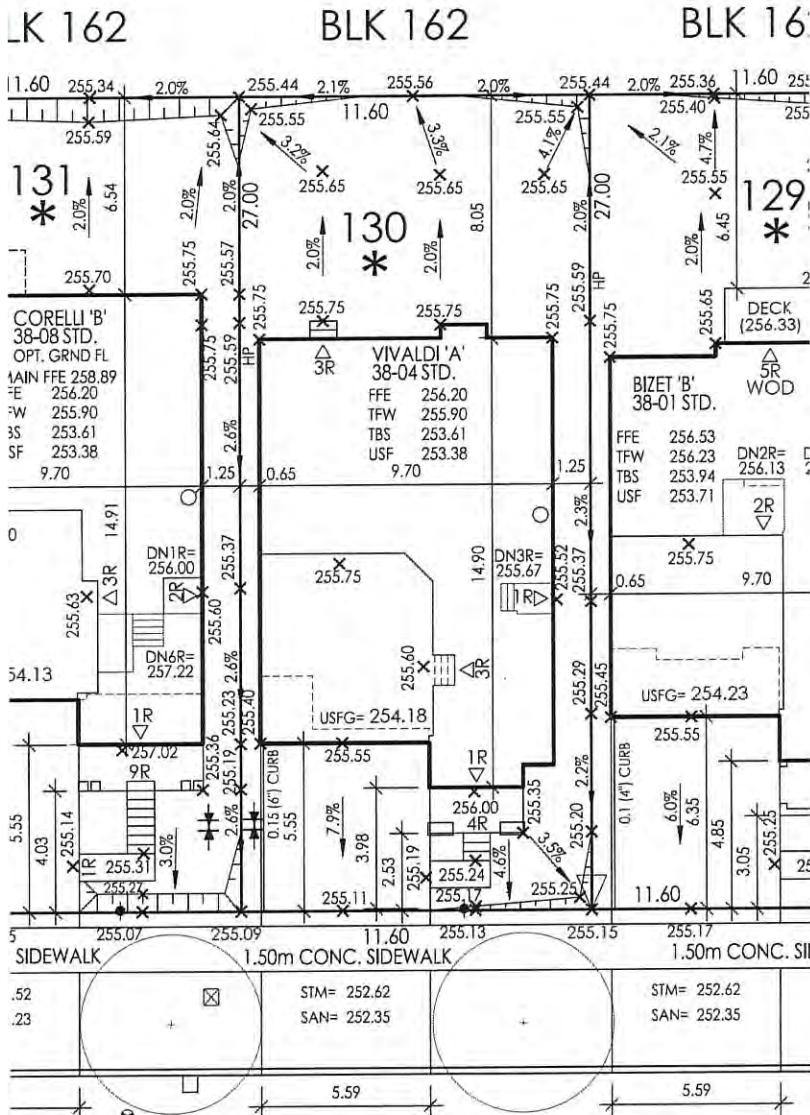 LK 162
BLK 162
BLK 16
11.60
255.34
2.0%
255.44
2.1%
255.56
2.0%
255.44
2.0%
255.36
11.60
255.59
255.64
255.55
11.60
255.55
255.40
3.2%
3.3%
4.1%
2.1%
4.7%
255.65
255.65
255.65
255.55
131
*
2.0%
6.54
2.0%
2.0%
27.00
130
*
2.0%
2.0%
8.05
2.0%
27.00
2.0%
6.45
129
*
255.70
255.75
255.57
255.75
255.75
255.75
255.59
HP
255.75
255.65
DECK
(256.33)
CORELLI 'B'
38-08 STD.
OPT. GRND FL
MAIN FFE 258.89
FE 256.20
FW 255.90
BS 253.61
SF 253.38
255.75
255.59
HP
255.75
3R
VIVALDI 'A'
38-04 STD.
FFE 256.20
TFW 255.90
TBS 253.61
USF 253.38
5R
WOD
BIZET 'B'
38-01 STD.
FFE 256.53
TFW 256.23
TBS 253.94
USF 253.71
DN2R=
256.13
2R
2.6%
9.70
1.25
0.65
9.70
1.25
2.3%
14.91
DN1R=
256.00
2R
255.37
255.75
14.90
DN3R=
255.67
1R
255.52
255.37
255.75
0.65
9.70
255.63
3R
255.60
255.60
3R
54.13
DN6R=
257.22
2.6%
255.23
255.40
USFG= 254.18
255.29
255.45
USFG= 254.23
1R
257.02
9R
255.36
255.19
0.15 (6") CURB
5.55
255.55
1R
256.00
4R
255.35
2.2%
255.20
0.1 (4") CURB
255.55
5.55
4.03
255.14
1R
255.31
255.27
3.0%
2.6%
7.9%
3.98
2.53
255.19
255.24
4.6%
3.5%
255.25
6.0%
6.35
4.85
3.05
255.25
255.11
255.17
11.60
255.07
255.09
11.60
255.13
255.15
255.17
SIDEWALK
1.50m CONC. SIDEWALK
1.50m CONC. SI
.52
.23
STM= 252.62
SAN= 252.35
STM= 252.62
SAN= 252.35
5.59
5.59